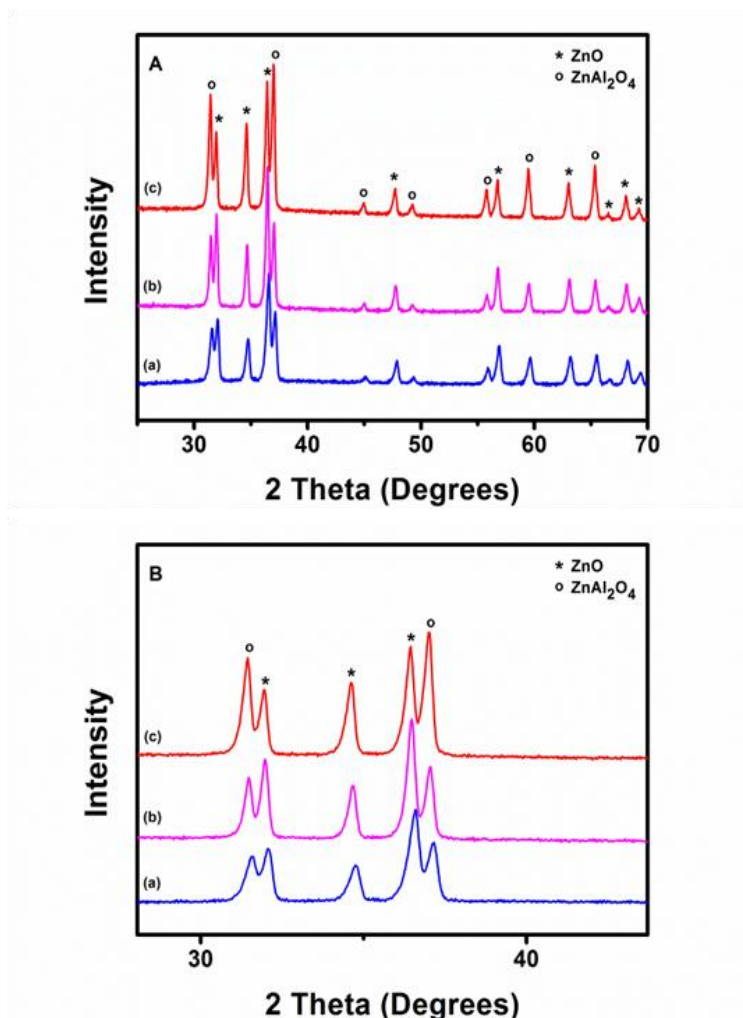 A
* ZnO
o ZnAl2O4
o
o
*
*
*
(c)
o
*
o
o
*
o
*
o
*
*
*
(b)
(a)
Intensity
30
40
50
60
70
2 Theta (Degrees)
B
* ZnO
o ZnAl2O4
o
*
*
*
o
(c)
(b)
(a)
Intensity
30
40
2 Theta (Degrees)